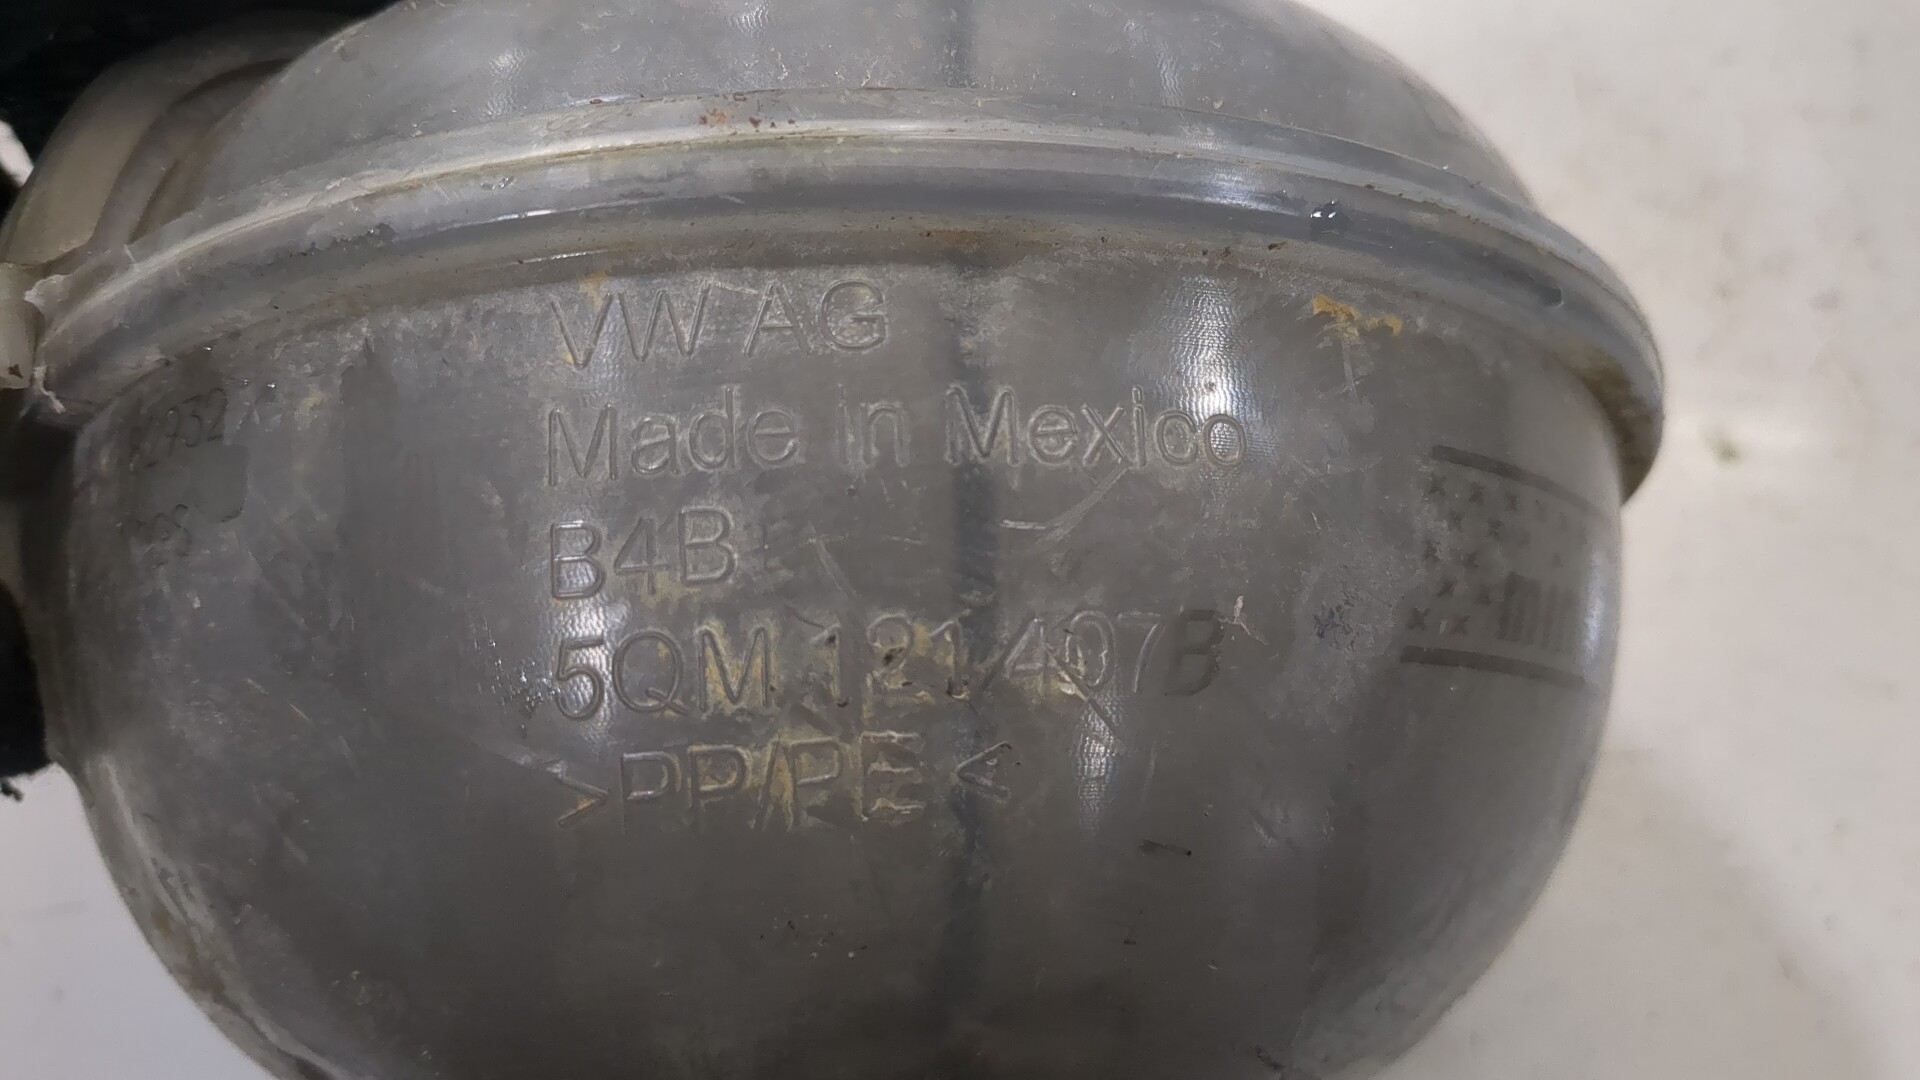 VW AG
Made in Mexico
B4B
5QM 121 407B
>PP/PE<